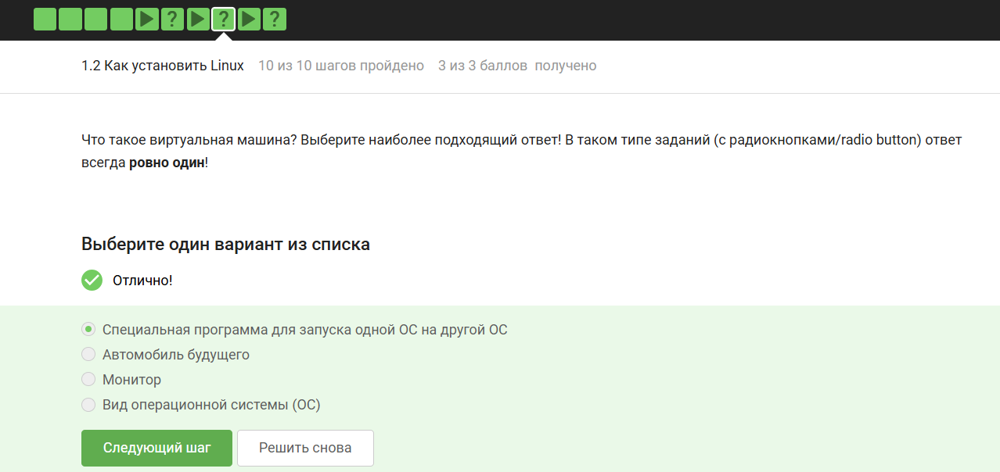 ? ? ?
1.2 Как установить Linux 10 из 10 шагов пройдено 3 из 3 баллов получено
Что такое виртуальная машина? Выберите наиболее подходящий ответ! В таком типе заданий (с радиокнопками/radio button) ответ
всегда ровно один!
Выберите один вариант из списка
Отлично!
Специальная программа для запуска одной ОС на другой ОС
Автомобиль будущего
Монитор
Вид операционной системы (ОС)
Следующий шаг Решить снова